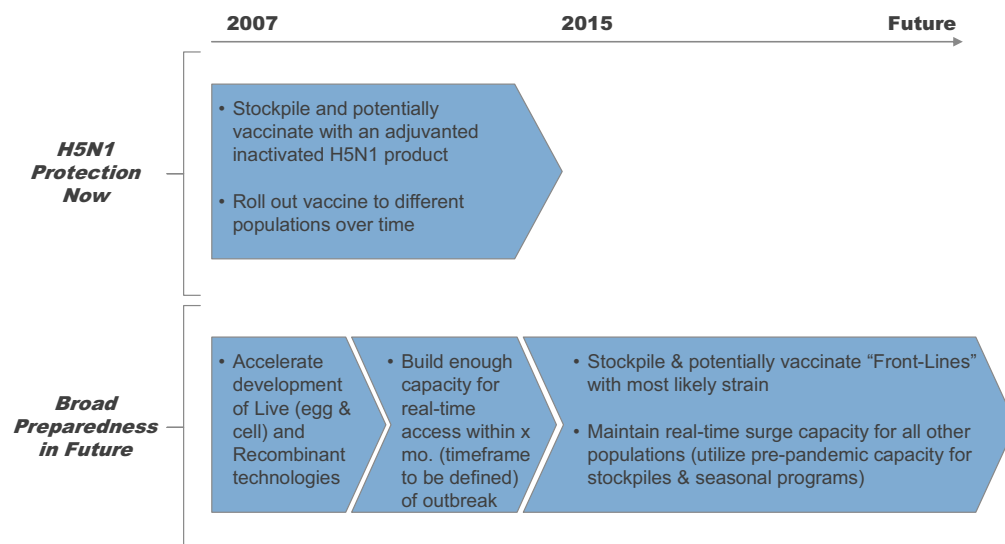 2007 2015 Future
H5N1
Protection
Now
• Stockpile and potentially
vaccinate with an adjuvanted
inactivated H5N1 product
• Roll out vaccine to different
populations over time
Broad
Preparedness
in Future
• Accelerate
development
of Live (egg &
cell) and
Recombinant
technologies
• Build enough
capacity for
real-time
access within x
mo. (timeframe
to be defined)
of outbreak
• Stockpile & potentially vaccinate “Front-Lines”
with most likely strain
• Maintain real-time surge capacity for all other
populations (utilize pre-pandemic capacity for
stockpiles & seasonal programs)